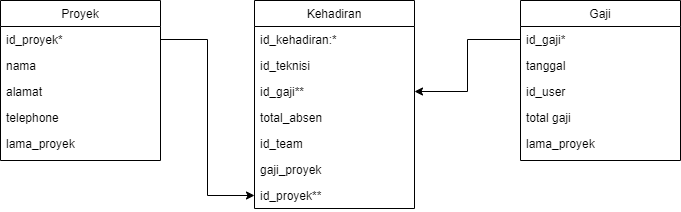 Proyek
id_proyek*
nama
alamat
telephone
lama_proyek
Kehadiran
id_kehadiran:*
id_teknisi
id_gaji**
total_absen
id_team
gaji_proyek
id_proyek**
Gaji
id_gaji*
tanggal
id_user
total gaji
lama_proyek